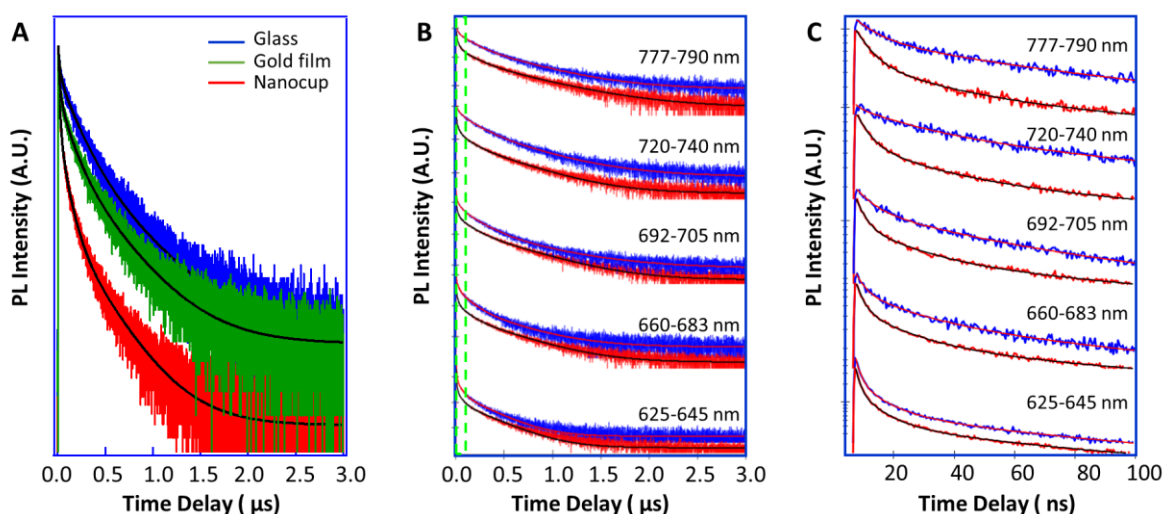 A
Glass
Gold film
Nanocup
PL Intensity (A.U.)
0.0 0.5 1.0 1.5 2.0 2.5 3.0
Time Delay ( µs)
B
777-790 nm
720-740 nm
692-705 nm
660-683 nm
625-645 nm
PL Intensity (A.U.)
0.0 0.5 1.0 1.5 2.0 2.5 3.0
Time Delay ( µs)
C
777-790 nm
720-740 nm
692-705 nm
660-683 nm
625-645 nm
PL Intensity (A.U.)
20 40 60 80 100
Time Delay ( ns)